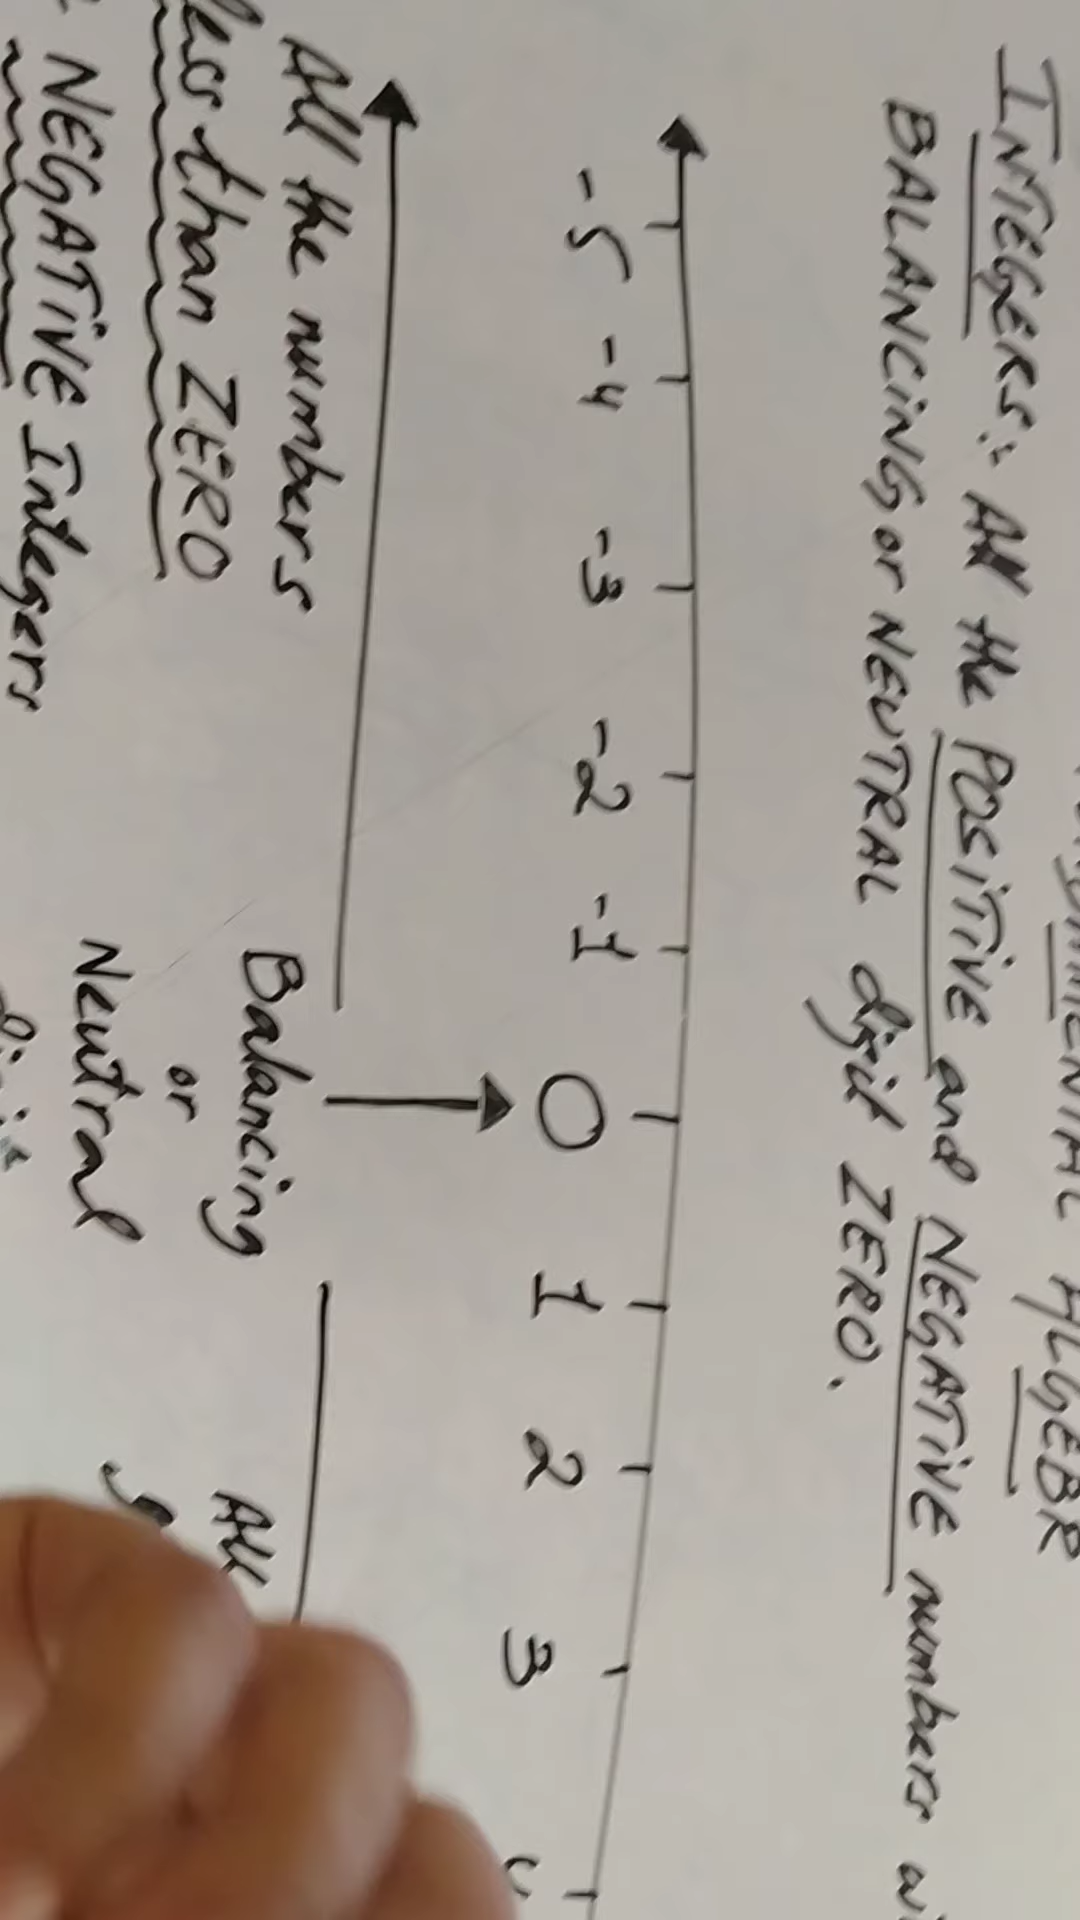 ALGEBR
INTEGERS:- All the POSITIVE and NEGATIVE numbers
BALANCING or NEUTRAL digit ZERO.
-5 -4 -3 -2 -1 0 1 2 3
All the numbers
less than ZERO
NEGATIVE Integers
Balancing
or
Neutral
All